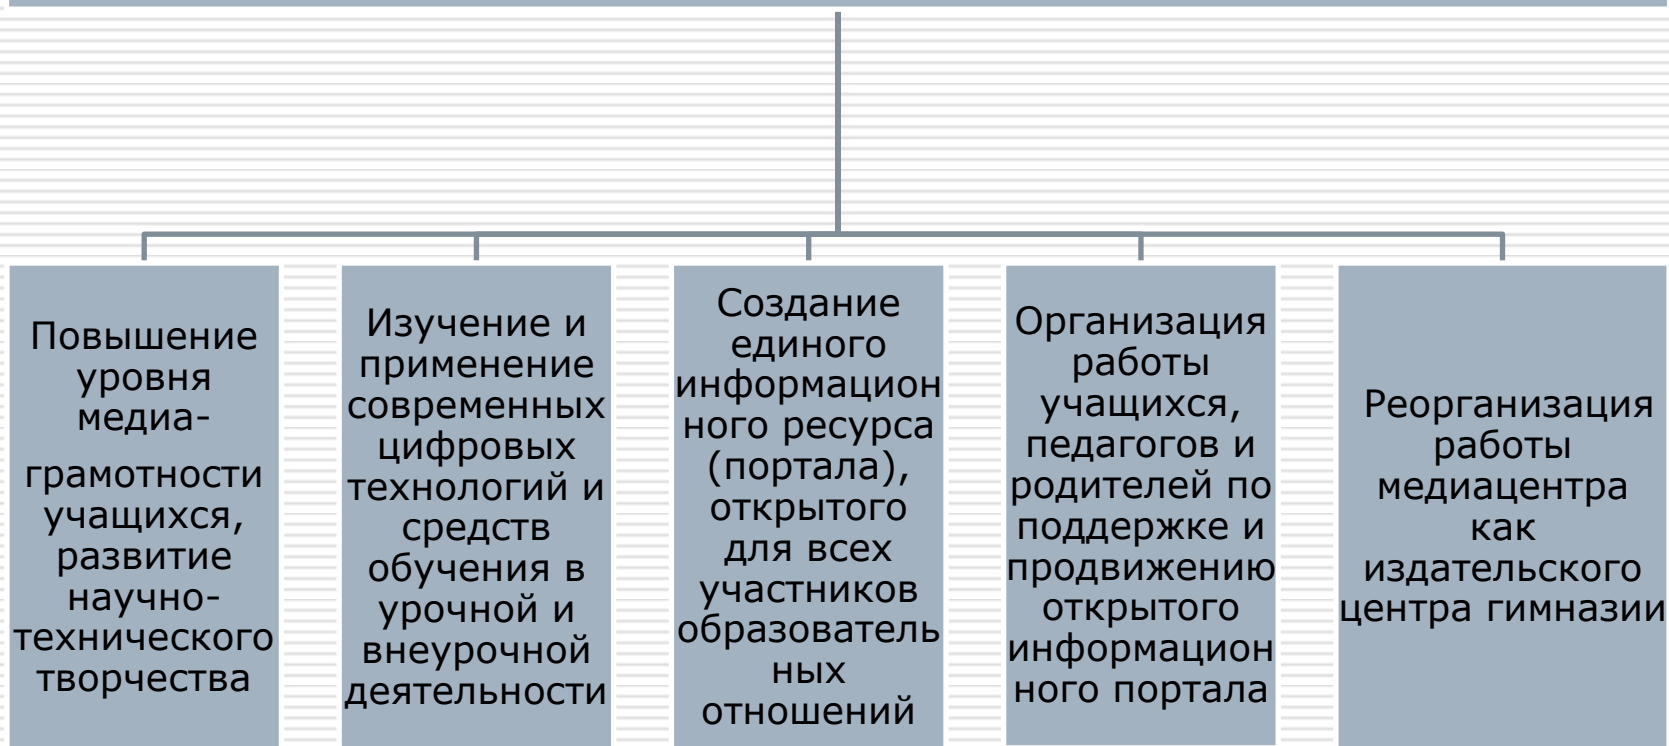 Повышение
уровня
медиа-
грамотности
учащихся,
развитие
научно-
технического
творчества
Изучение и
применение
современных
цифровых
технологий и
средств
обучения в
урочной и
внеурочной
деятельности
Создание
единого
информацион
ного ресурса
(портала),
открытого
для всех
участников
образователь
ных
отношений
Организация
работы
учащихся,
педагогов и
родителей по
поддержке и
продвижению
открытого
информацион
ного портала
Реорганизация
работы
медиацентра
как
издательского
центра гимназии